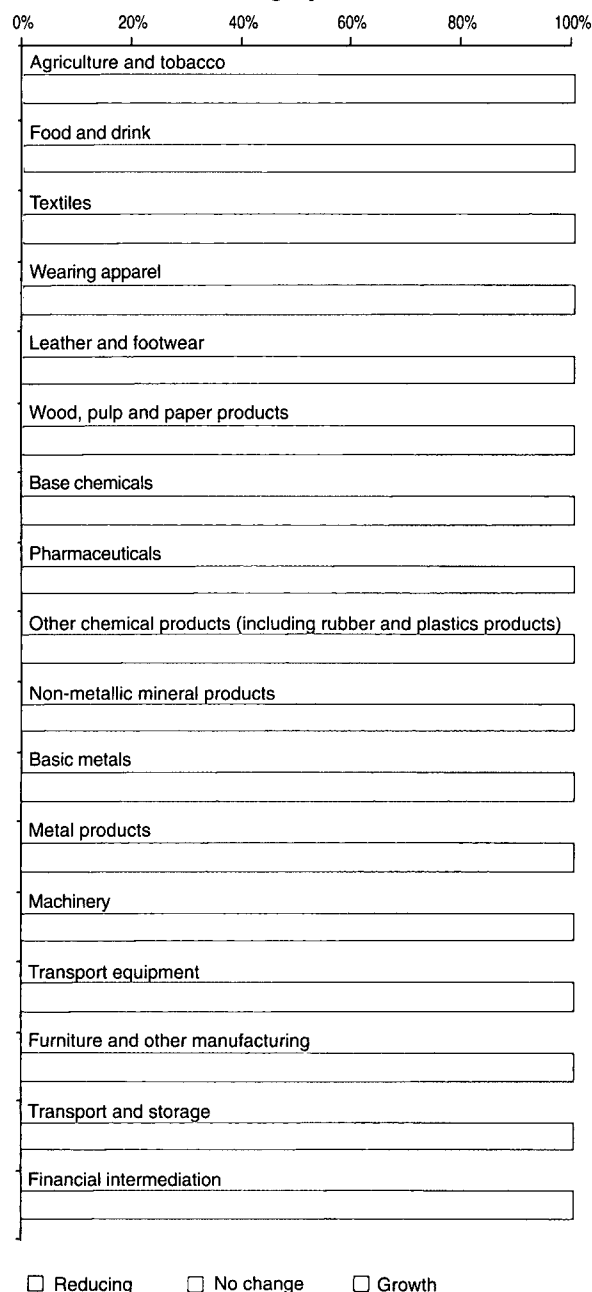 0% 20% 40% 60% 80% 100%
Agriculture and tobacco
Food and drink
Textiles
Wearing apparel
Leather and footwear
Wood, pulp and paper products
Base chemicals
Pharmaceuticals
Other chemical products (including rubber and plastics products)
Non-metallic mineral products
Basic metals
Metal products
Machinery
Transport equipment
Furniture and other manufacturing
Transport and storage
Financial intermediation
Reducing No change Growth